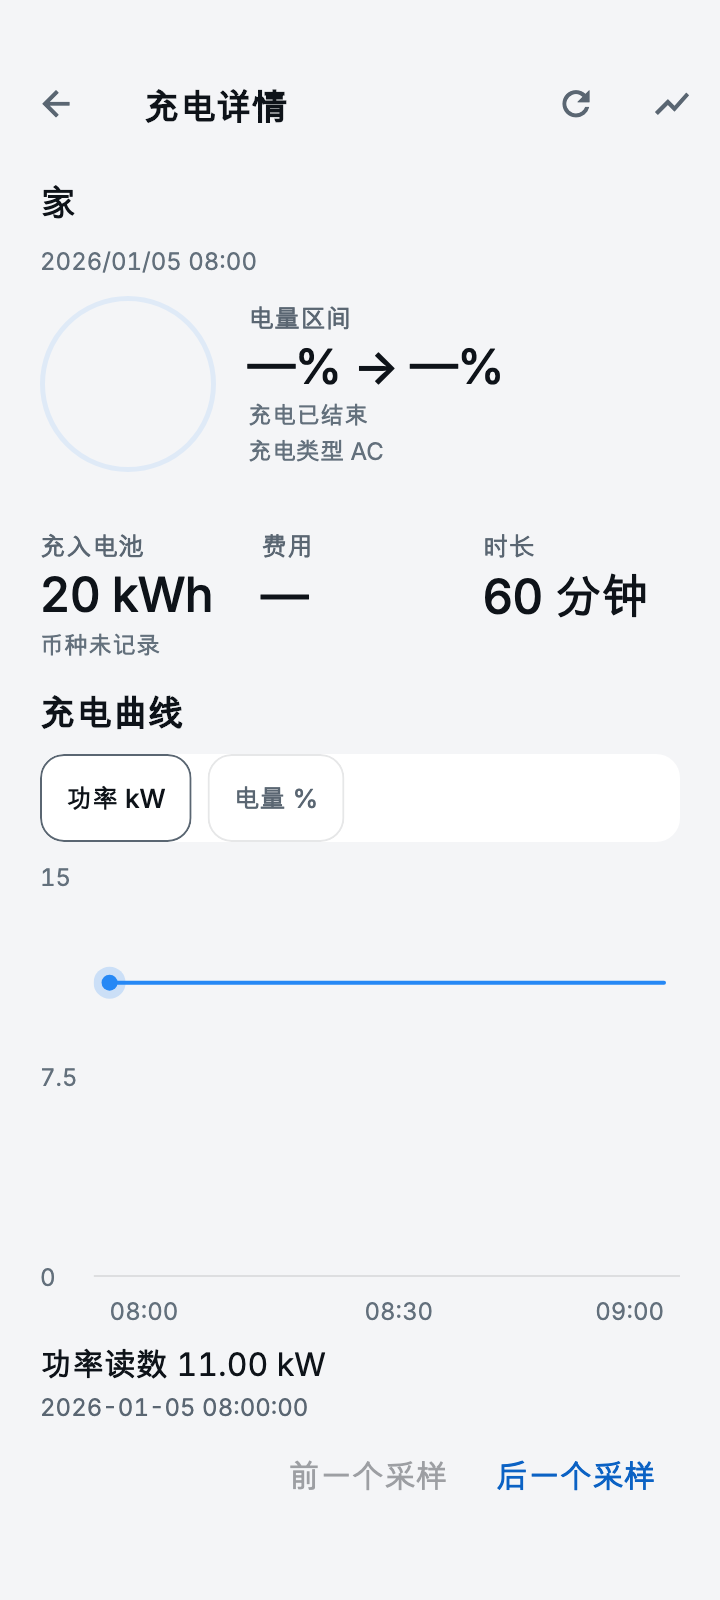 充电详情
家
2026/01/05 08:00
电量区间
—% → —%
充电已结束
充电类型 AC
充入电池 费用 时长
20 kWh — 60 分钟
币种未记录
充电曲线
功率 kW 电量 %
15
7.5
0
08:00 08:30 09:00
功率读数 11.00 kW
2026-01-05 08:00:00
前一个采样 后一个采样